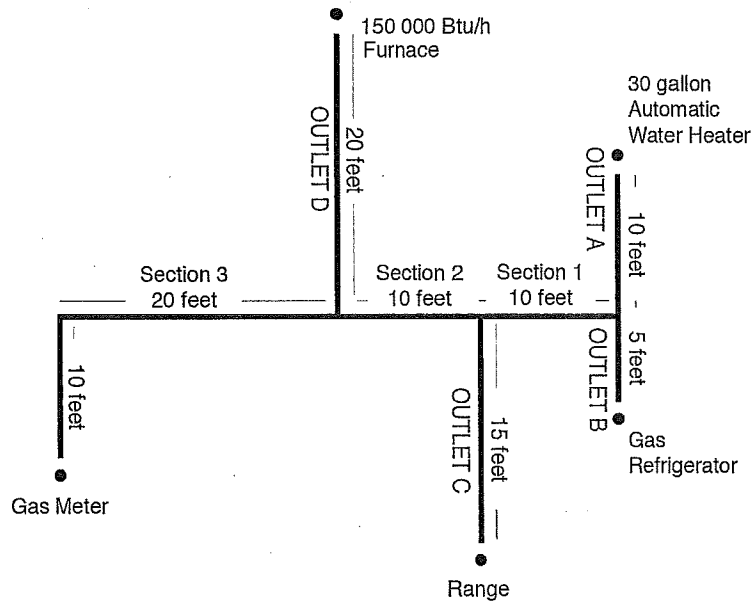 150 000 Btu/h
Furnace
30 gallon
Automatic
Water Heater
OUTLET D
20 feet
OUTLET A
10 feet
Section 3
20 feet
Section 2
10 feet
Section 1
10 feet
10 feet
OUTLET C
15 feet
OUTLET B
5 feet
Gas
Refrigerator
Gas Meter
Range